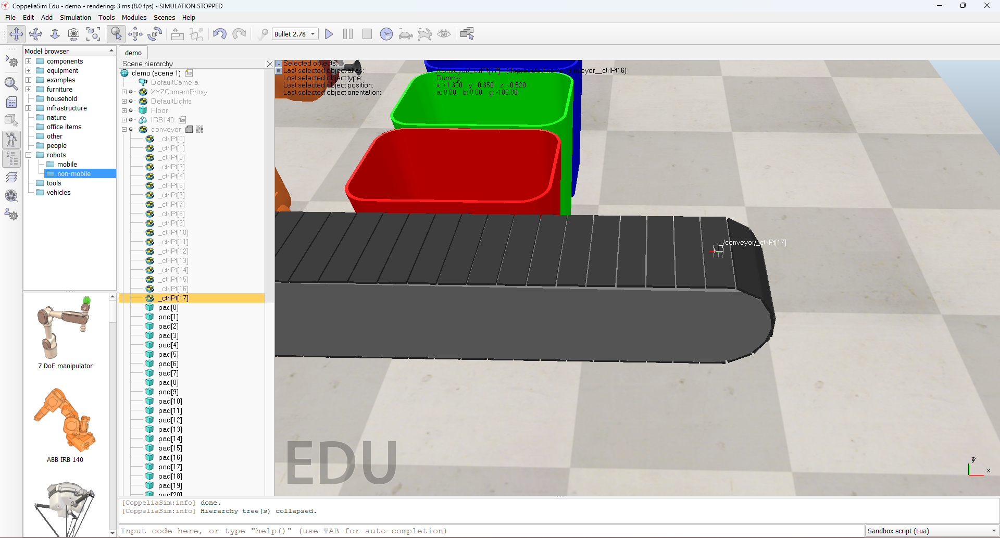 CoppeliaSim Edu - demo - rendering: 3 ms (8.0 fps) - SIMULATION STOPPED
File Edit Add Simulation Tools Modules Scenes Help
Bullet 2.78
Model browser
components
equipment
examples
furniture
household
infrastructure
nature
office items
other
people
robots
mobile
non-mobile
tools
vehicles
7 DoF manipulator
ABB IRB 140
demo
Scene hierarchy
demo (scene 1)
DefaultCamera
XYZCameraProxy
DefaultLights
Floor
IRB140
conveyor
_ctrlPt[0]
_ctrlPt[1]
_ctrlPt[2]
_ctrlPt[3]
_ctrlPt[4]
_ctrlPt[5]
_ctrlPt[6]
_ctrlPt[7]
_ctrlPt[8]
_ctrlPt[9]
_ctrlPt[10]
_ctrlPt[11]
_ctrlPt[12]
_ctrlPt[13]
_ctrlPt[14]
_ctrlPt[15]
_ctrlPt[16]
_ctrlPt[17]
pad[0]
pad[1]
pad[2]
pad[3]
pad[4]
pad[5]
pad[6]
pad[7]
pad[8]
pad[9]
pad[10]
pad[11]
pad[12]
pad[13]
pad[14]
pad[15]
pad[16]
pad[17]
pad[18]
pad[19]
pad[20]
Selected objects:
Last selected object alias:
Last selected object type: Dummy
Last selected object position: x: +1.300 y: -0.350 z: +0.520
Last selected object orientation: a: 0.00 b: 0.00 g: -180.00
/conveyor/_ctrlPt[17]
EDU
y
x
[CoppeliaSim:info] done.
[CoppeliaSim:info] Hierarchy tree(s) collapsed.
Input code here, or type "help()" (use TAB for auto-completion)
Sandbox script (Lua)